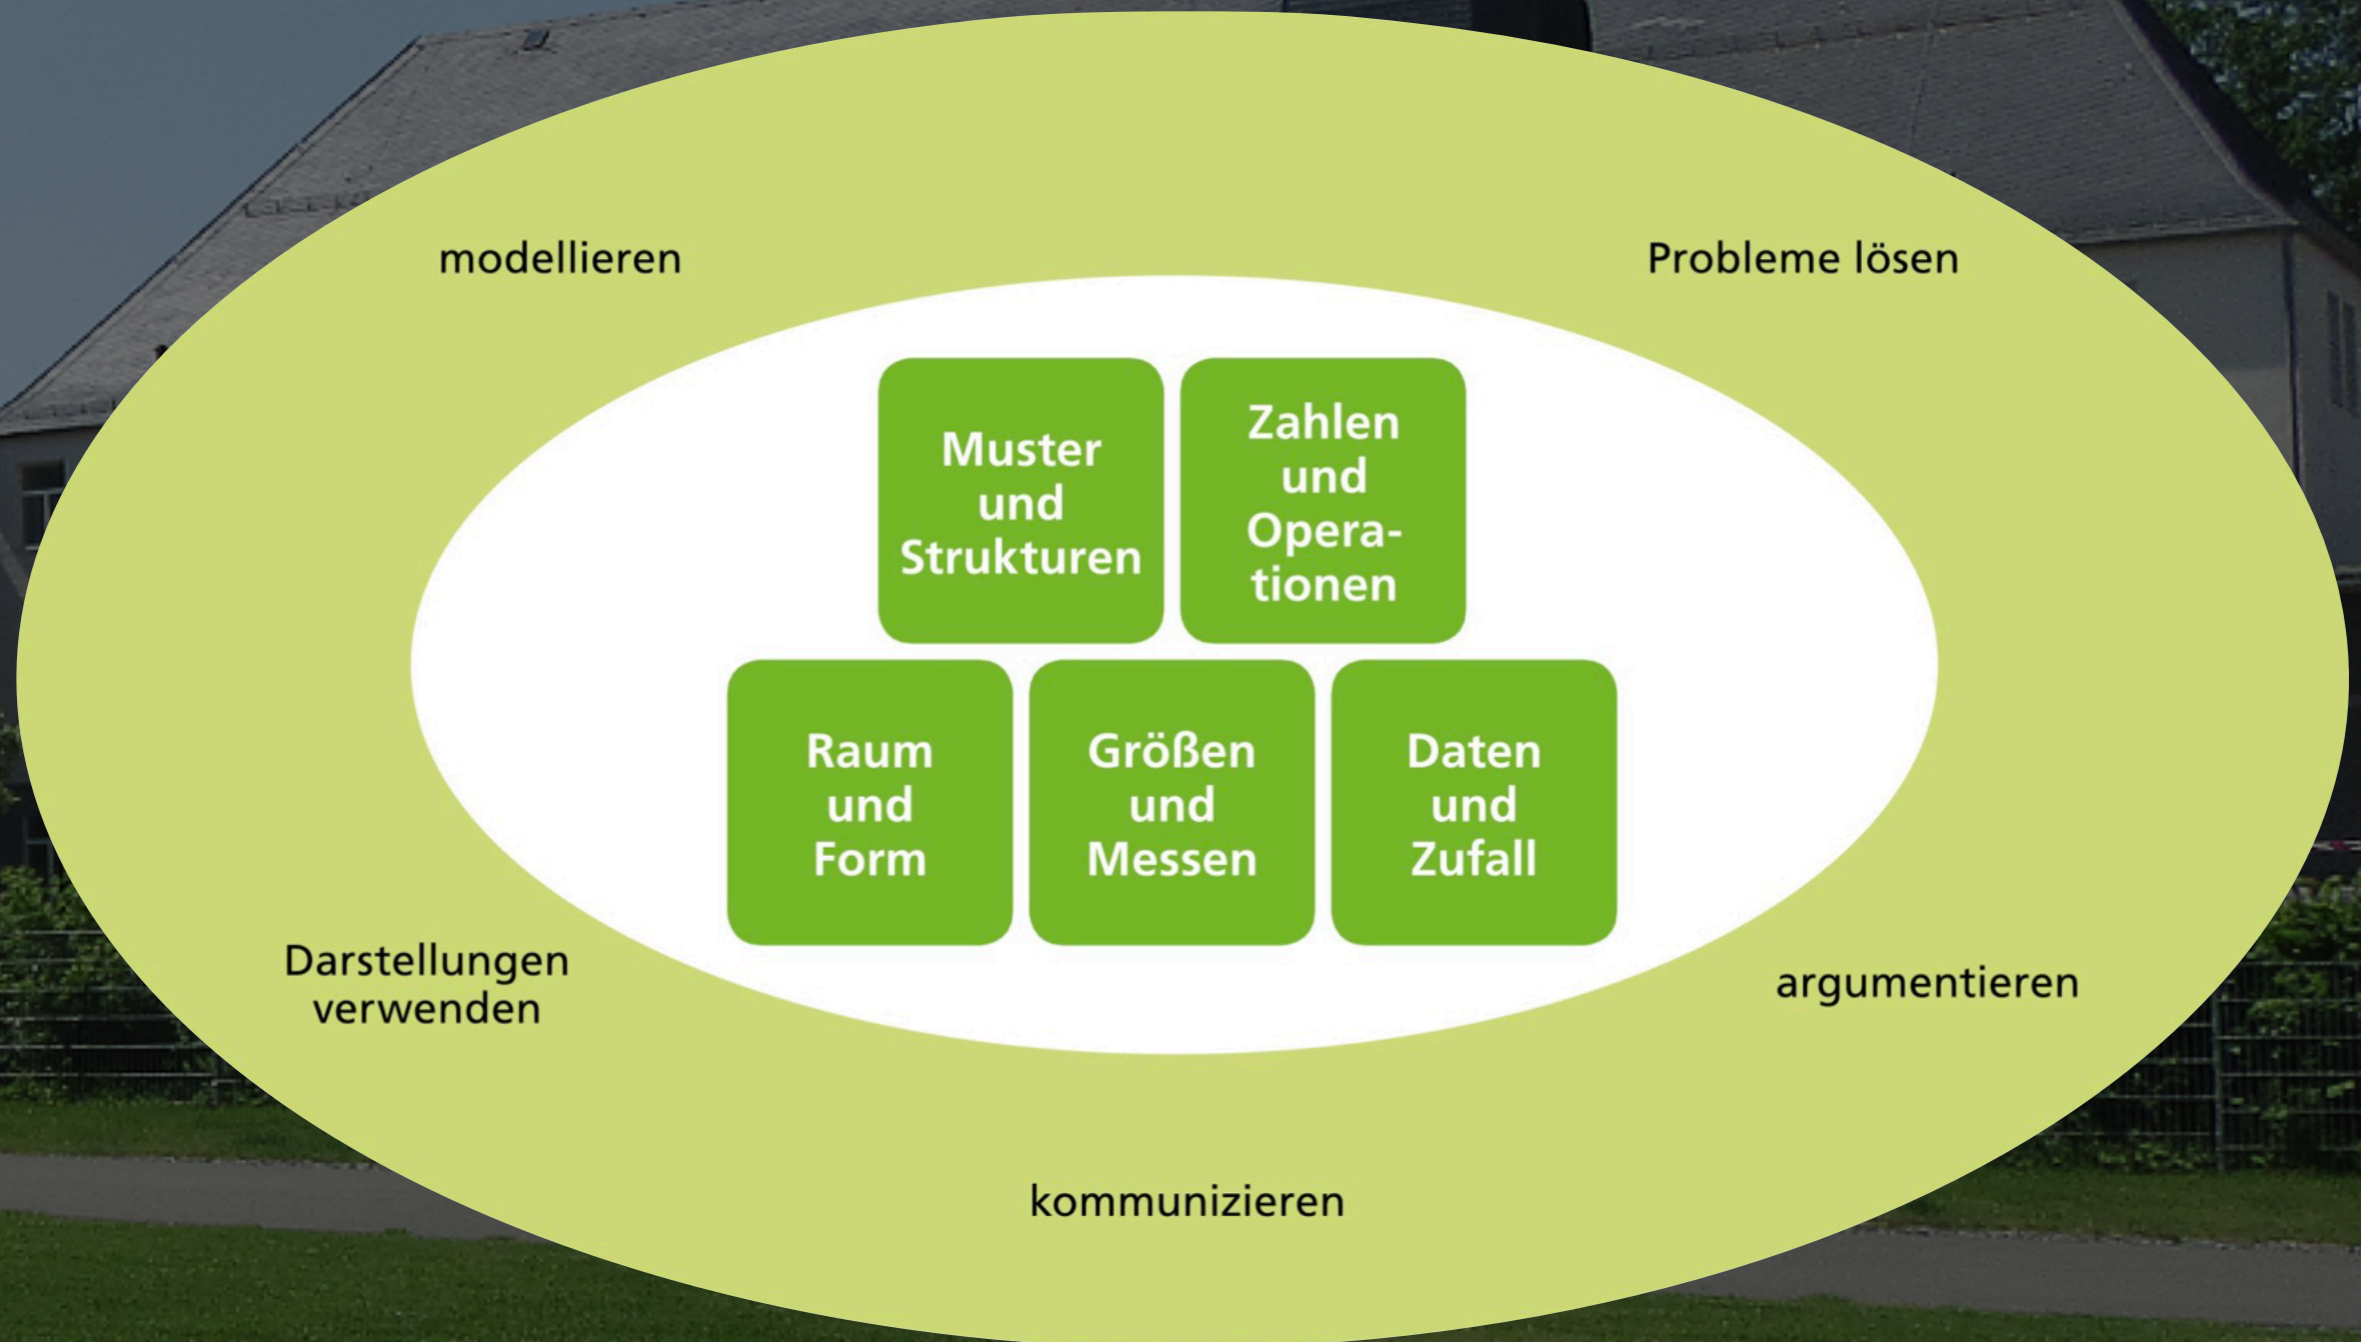 modellieren
Probleme lösen
Muster
und
Strukturen
Zahlen
und
Opera-
tionen
Raum
und
Form
Größen
und
Messen
Daten
und
Zufall
Darstellungen
verwenden
argumentieren
kommunizieren